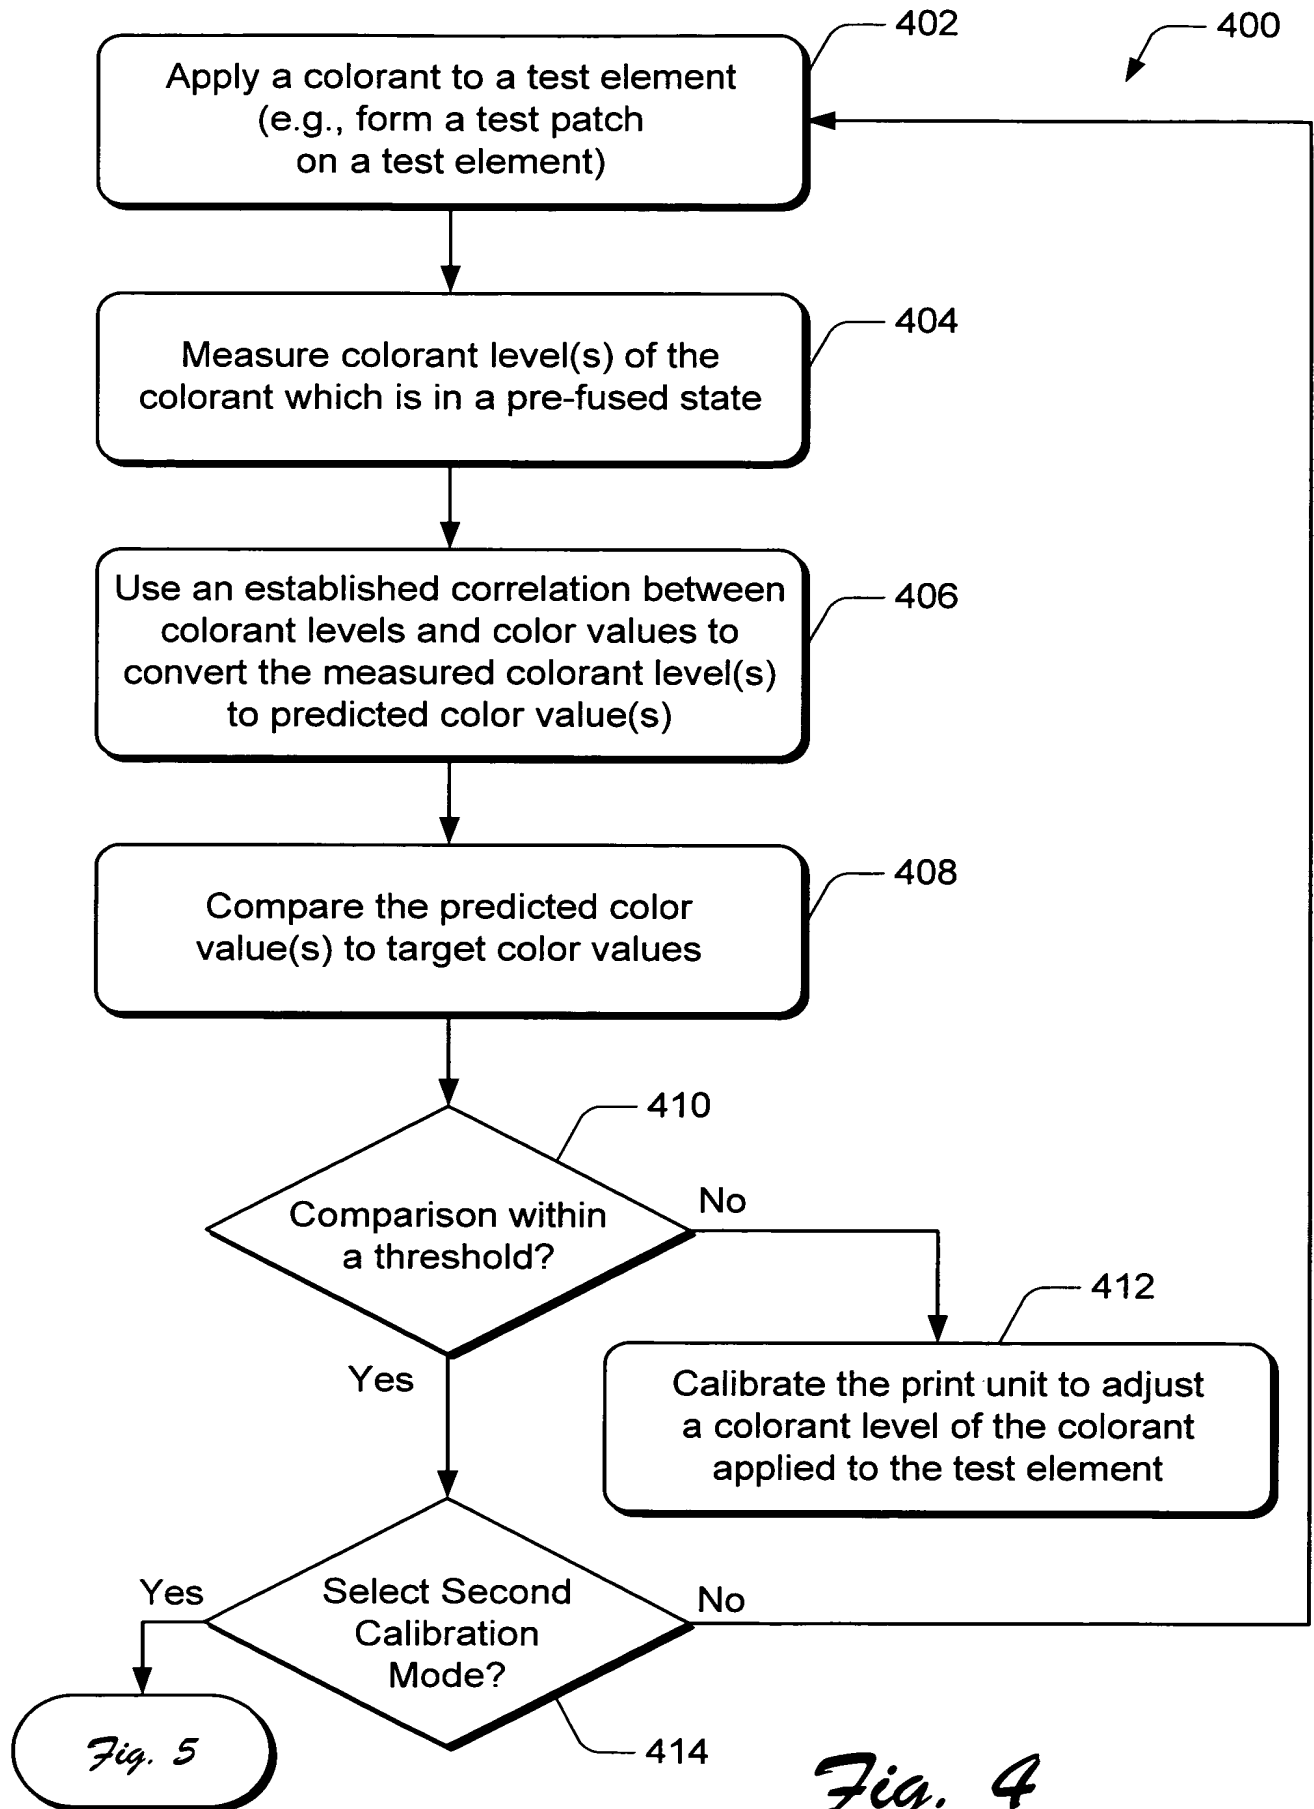 402
400
Apply a colorant to a test element
(e.g., form a test patch
on a test element)
404
Measure colorant level(s) of the
colorant which is in a pre-fused state
406
Use an established correlation between
colorant levels and color values to
convert the measured colorant level(s)
to predicted color value(s)
408
Compare the predicted color
value(s) to target color values
410
Comparison within
a threshold?
No
Yes
412
Calibrate the print unit to adjust
a colorant level of the colorant
applied to the test element
Select Second
Calibration
Mode?
Yes
No
414
Fig. 5
Fig. 4